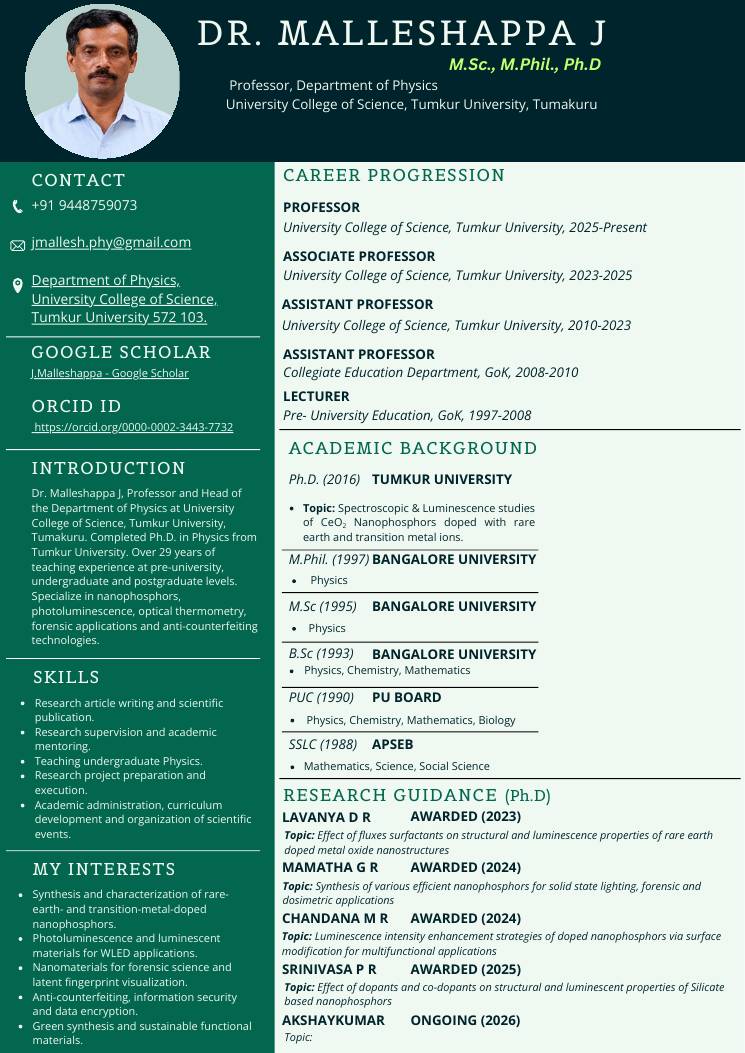 DR. MALLESHAPPA J
M.Sc., M.Phil., Ph.D
Professor, Department of Physics
University College of Science, Tumkur University, Tumakuru
CONTACT
+91 9448759073
jmallesh.phy@gmail.com
Department of Physics,
University College of Science,
Tumkur University 572 103.
GOOGLE SCHOLAR
J.Malleshappa - Google Scholar
ORCID ID
https://orcid.org/0000-0002-3443-7732
INTRODUCTION
Dr. Malleshappa J, Professor and Head of
the Department of Physics at University
College of Science, Tumkur University,
Tumakuru. Completed Ph.D. in Physics from
Tumkur University. Over 29 years of
teaching experience at pre-university,
undergraduate and postgraduate levels.
Specialize in nanophosphors,
photoluminescence, optical thermometry,
forensic applications and anti-counterfeiting
technologies.
SKILLS
• Research article writing and scientific
publication.
• Research supervision and academic
mentoring.
• Teaching undergraduate Physics.
• Research project preparation and
execution.
• Academic administration, curriculum
development and organization of scientific
events.
MY INTERESTS
• Synthesis and characterization of rare-
earth- and transition-metal-doped
nanophosphors.
• Photoluminescence and luminescent
materials for WLED applications.
• Nanomaterials for forensic science and
latent fingerprint visualization.
• Anti-counterfeiting, information security
and data encryption.
• Green synthesis and sustainable functional
materials.
CAREER PROGRESSION
PROFESSOR
University College of Science, Tumkur University, 2025-Present
ASSOCIATE PROFESSOR
University College of Science, Tumkur University, 2023-2025
ASSISTANT PROFESSOR
University College of Science, Tumkur University, 2010-2023
ASSISTANT PROFESSOR
Collegiate Education Department, GoK, 2008-2010
LECTURER
Pre- University Education, GoK, 1997-2008
ACADEMIC BACKGROUND
Ph.D. (2016) TUMKUR UNIVERSITY
• Topic: Spectroscopic & Luminescence studies
of CeO₂ Nanophosphors doped with rare
earth and transition metal ions.
M.Phil. (1997) BANGALORE UNIVERSITY
• Physics
M.Sc (1995) BANGALORE UNIVERSITY
• Physics
B.Sc (1993) BANGALORE UNIVERSITY
• Physics, Chemistry, Mathematics
PUC (1990) PU BOARD
• Physics, Chemistry, Mathematics, Biology
SSLC (1988) APSEB
• Mathematics, Science, Social Science
RESEARCH GUIDANCE (Ph.D)
LAVANYA D R AWARDED (2023)
Topic: Effect of fluxes surfactants on structural and luminescence properties of rare earth
doped metal oxide nanostructures
MAMATHA G R AWARDED (2024)
Topic: Synthesis of various efficient nanophosphors for solid state lighting, forensic and
dosimetric applications
CHANDANA M R AWARDED (2024)
Topic: Luminescence intensity enhancement strategies of doped nanophosphors via surface
modification for multifunctional applications
SRINIVASA P R AWARDED (2025)
Topic: Effect of dopants and co-dopants on structural and luminescent properties of Silicate
based nanophosphors
AKSHAYKUMAR ONGOING (2026)
Topic: